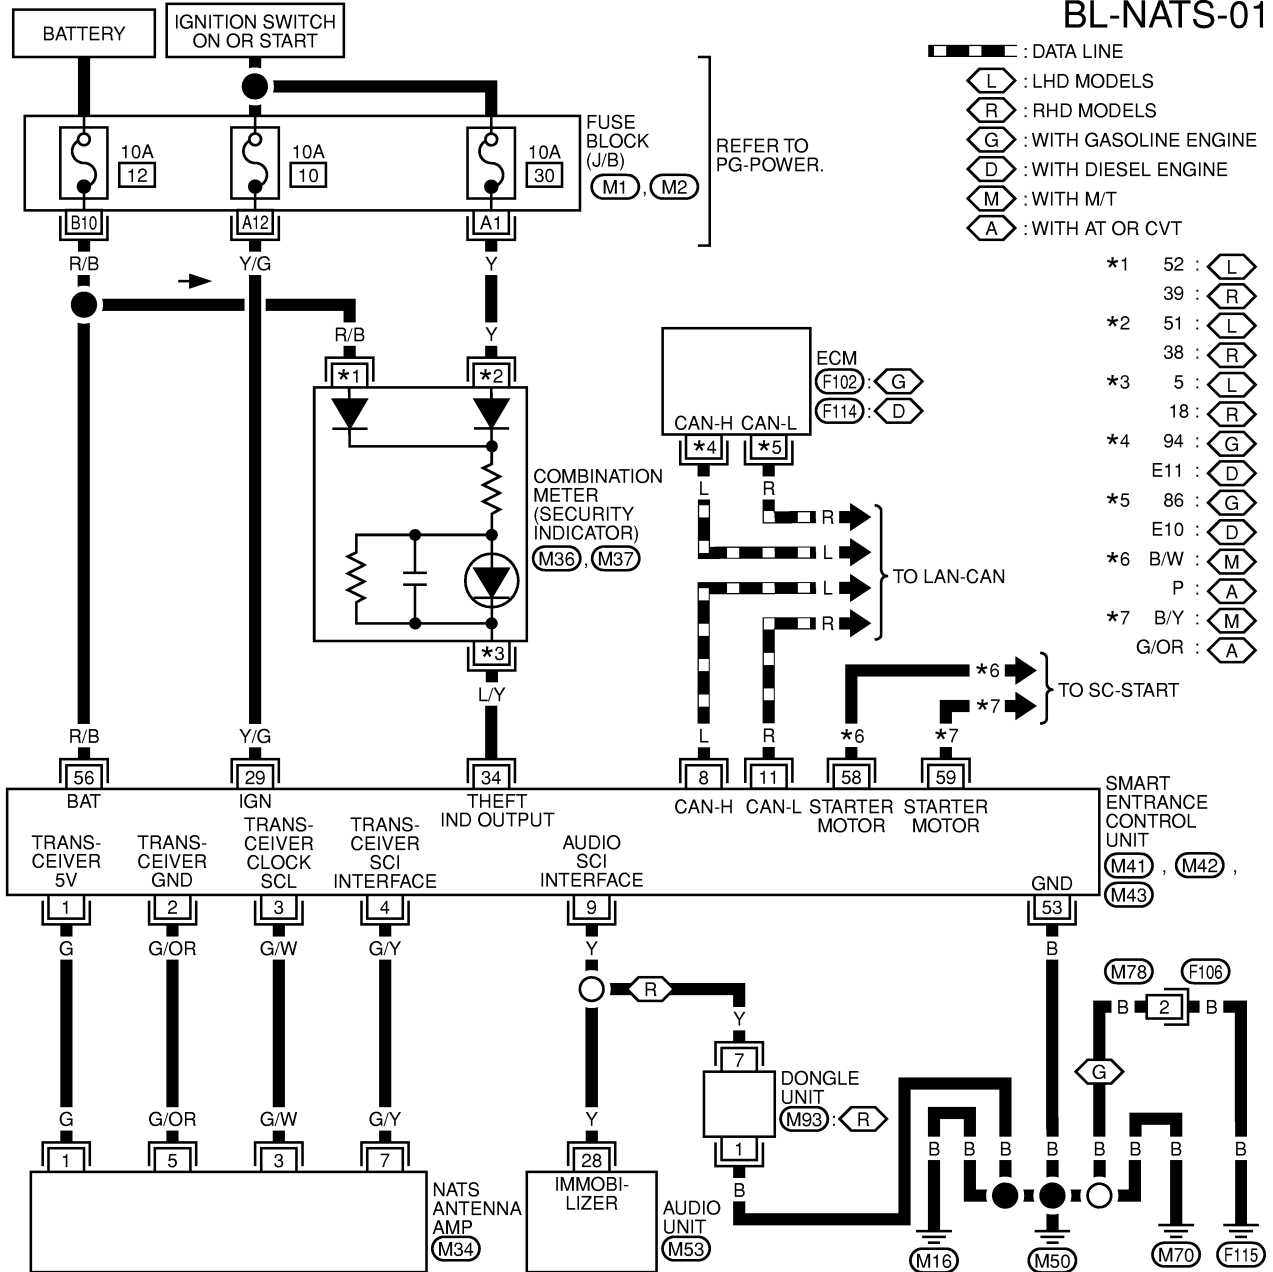 BL-NATS-01
BATTERY
IGNITION SWITCH
ON OR START
: DATA LINE
L : LHD MODELS
R : RHD MODELS
G : WITH GASOLINE ENGINE
D : WITH DIESEL ENGINE
M : WITH M/T
A : WITH AT OR CVT
10A
12
10A
10
10A
30
FUSE
BLOCK
(J/B)
M1 , M2
REFER TO
PG-POWER.
B10
A12
A1
R/B
Y/G
Y
R/B
Y
*1
*2
*1 52 : L
39 : R
*2 51 : L
38 : R
*3 5 : L
18 : R
*4 94 : G
E11 : D
*5 86 : G
E10 : D
*6 B/W : M
P : A
*7 B/Y : M
G/OR : A
ECM
F102 : G
F114 : D
CAN-H CAN-L
*4 *5
L R
COMBINATION
METER
(SECURITY
INDICATOR)
M36 , M37
R
L
L
R
TO LAN-CAN
*3
L/Y
*6
*7
TO SC-START
R/B
Y/G
L
R
*6
*7
56
29
34
8
11
58
59
BAT
IGN
THEFT
IND OUTPUT
CAN-H
CAN-L
STARTER
MOTOR
STARTER
MOTOR
SMART
ENTRANCE
CONTROL
UNIT
M41 , M42 ,
M43
TRANS-
CEIVER
5V
TRANS-
CEIVER
GND
TRANS-
CEIVER
CLOCK
SCL
TRANS-
CEIVER
SCI
INTERFACE
AUDIO
SCI
INTERFACE
GND
1
2
3
4
9
53
G
G/OR
G/W
G/Y
Y
B
R
Y
7
DONGLE
UNIT
M93 : R
1
B
M78
F106
B 2 B
G
G
G/OR
G/W
G/Y
Y
B
B
B
B
B
B
B
B
1
5
3
7
28
NATS
ANTENNA
AMP
M34
IMMOBI-
LIZER
AUDIO
UNIT
M53
M16
M50
M70
F115